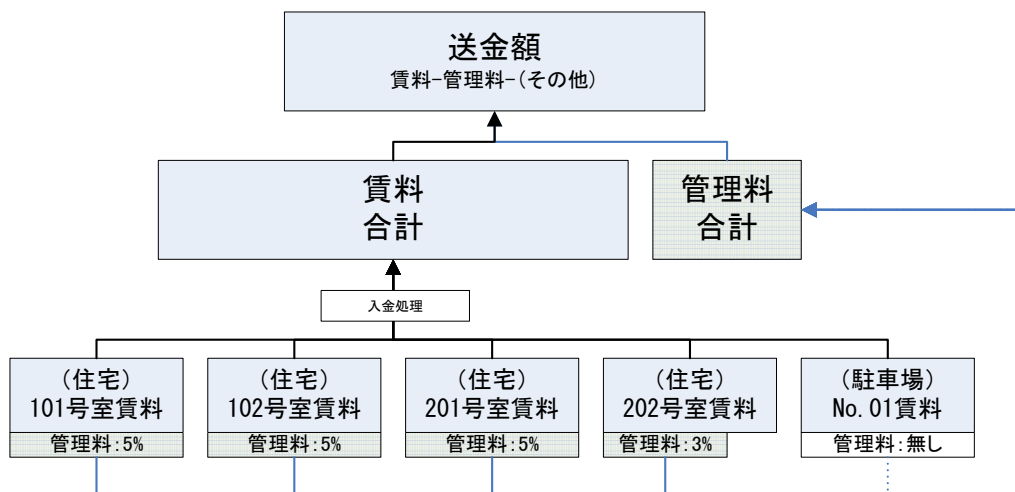 送金額
賃料-管理料-(その他)
賃料
合計
管理料
合計
入金処理
(住宅)
101号室賃料
管理料:5%
(住宅)
102号室賃料
管理料:5%
(住宅)
201号室賃料
管理料:5%
(住宅)
202号室賃料
管理料:3%
(駐車場)
No.01賃料
管理料:無し